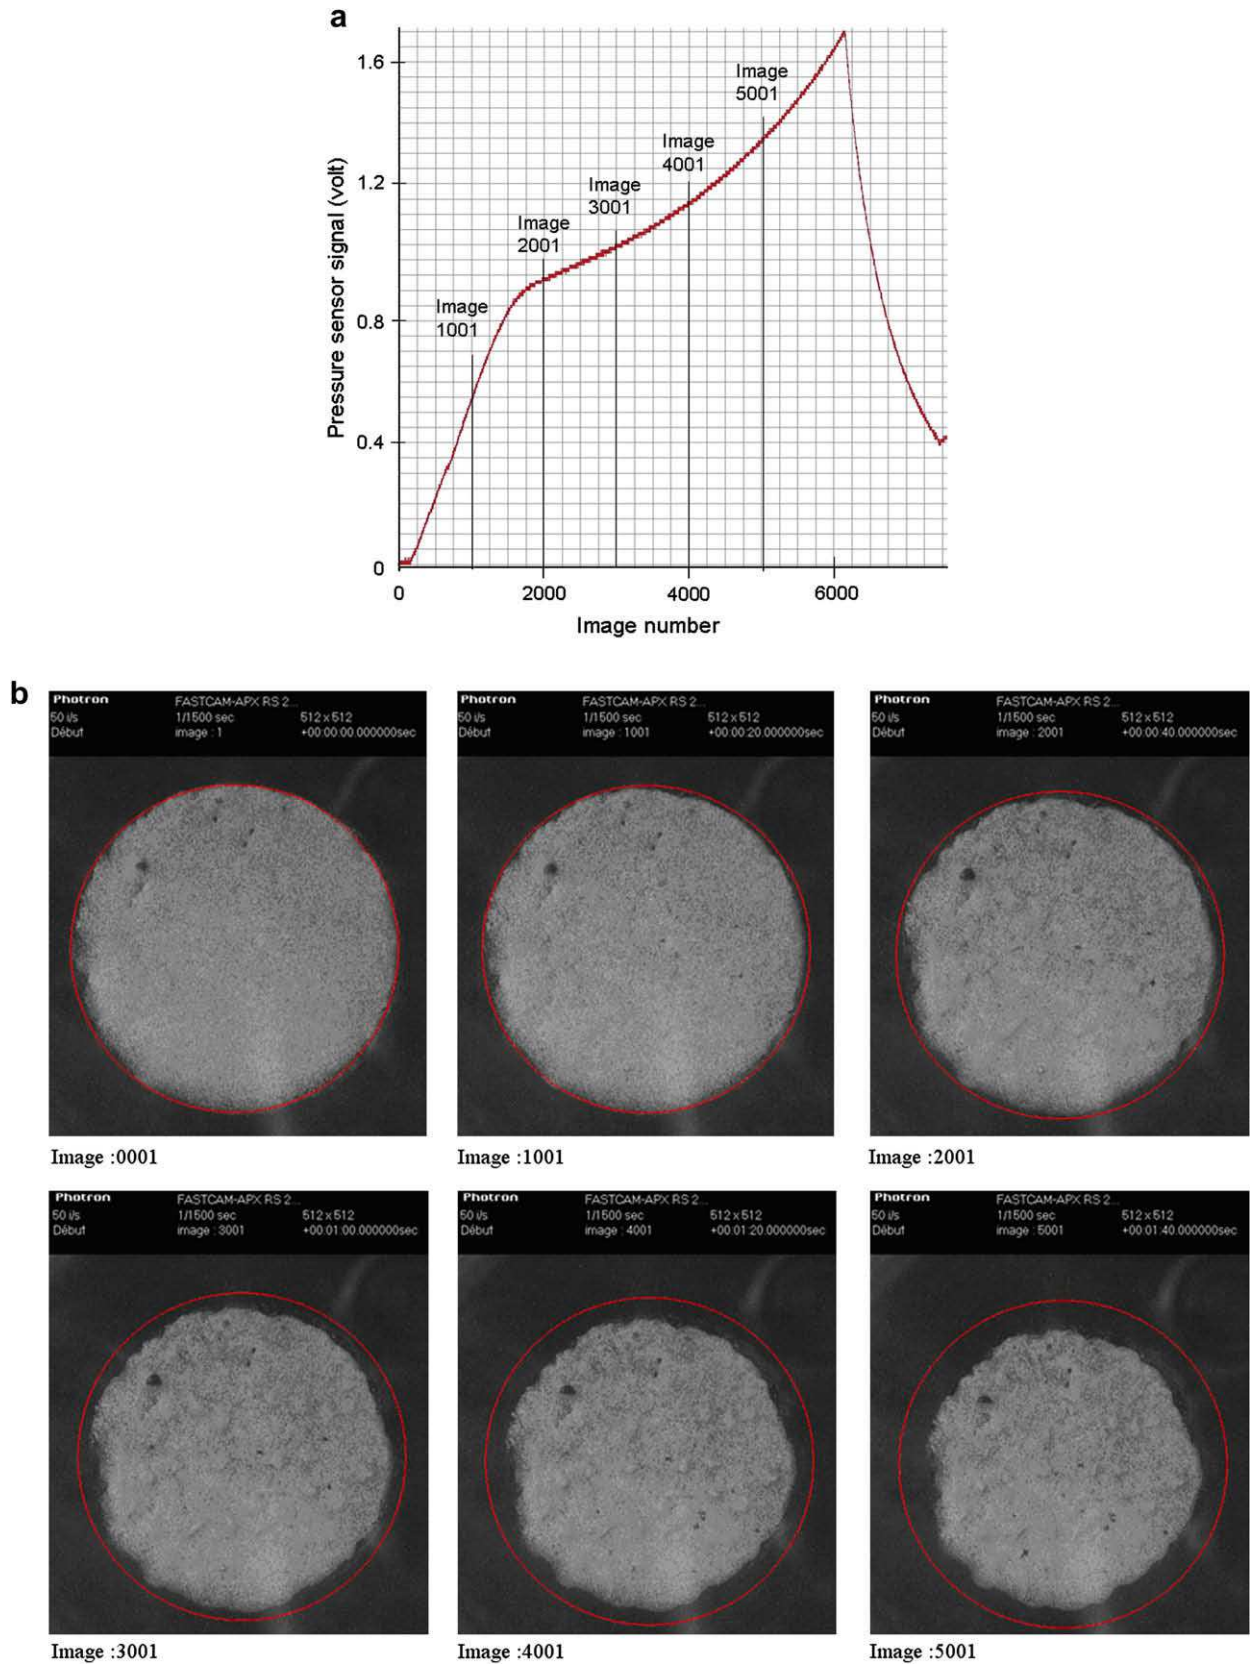 a
1.6
1.2
0.8
0.4
0
Pressure sensor signal (volt)
Image
1001
Image
2001
Image
3001
Image
4001
Image
5001
0
2000
4000
6000
Image number
b
Photron
FASTCAM-APX RS 2...
50 i/s
1/1500 sec
512 x 512
Début
image : 1
+00:00:00.000000sec
Image :0001
Photron
FASTCAM-APX RS 2...
50 i/s
1/1500 sec
512 x 512
Début
image : 1001
+00:00:20.000000sec
Image :1001
Photron
FASTCAM-APX RS 2...
50 i/s
1/1500 sec
512 x 512
Début
image : 2001
+00:00:40.000000sec
Image :2001
Photron
FASTCAM-APX RS 2...
50 i/s
1/1500 sec
512 x 512
Début
image : 3001
+00:01:00.000000sec
Image :3001
Photron
FASTCAM-APX RS 2...
50 i/s
1/1500 sec
512 x 512
Début
image : 4001
+00:01:20.000000sec
Image :4001
Photron
FASTCAM-APX RS 2...
50 i/s
1/1500 sec
512 x 512
Début
image : 5001
+00:01:40.000000sec
Image :5001